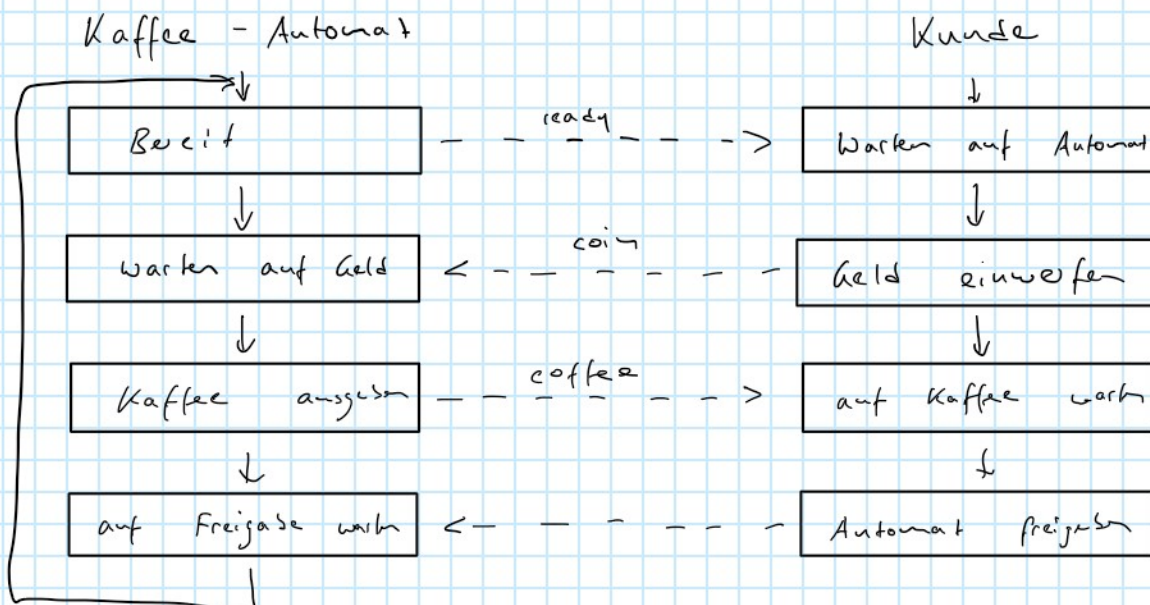 Kaffee - Automat Kunde
Bereit ready Warten auf Automat
warten auf Geld coin Geld einwerfen
Kaffee ausgeben coffee auf Kaffee warten
auf Freigabe warten Automat freigeben